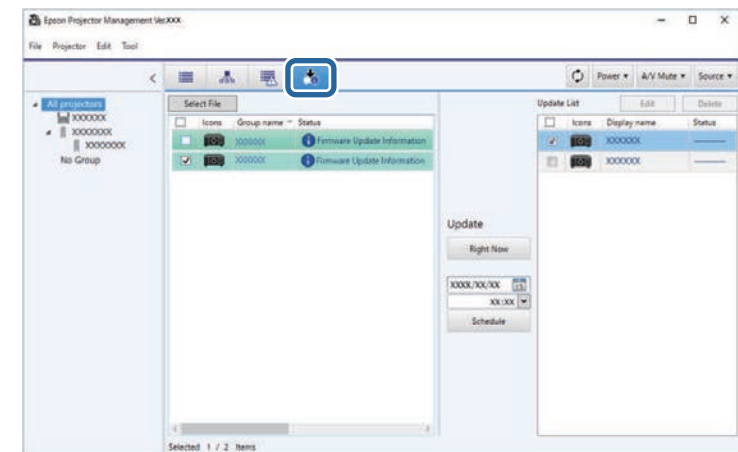 Epson Projector Management Ver.XXX
File Projector Edit Tool
Power A/V Mute Source
All projectors
XXXXXX
XXXXXXX
XXXXXXX
No Group
Select File
Icons Group name Status
XXXXXX Firmware Update Information
XXXXXX Firmware Update Information
Selected 1 / 2 Items
Update
Right Now
XXXX/XX/XX
XX:XX
Schedule
Update List Edit Delete
Icons Display name Status
XXXXXX
XXXXXX